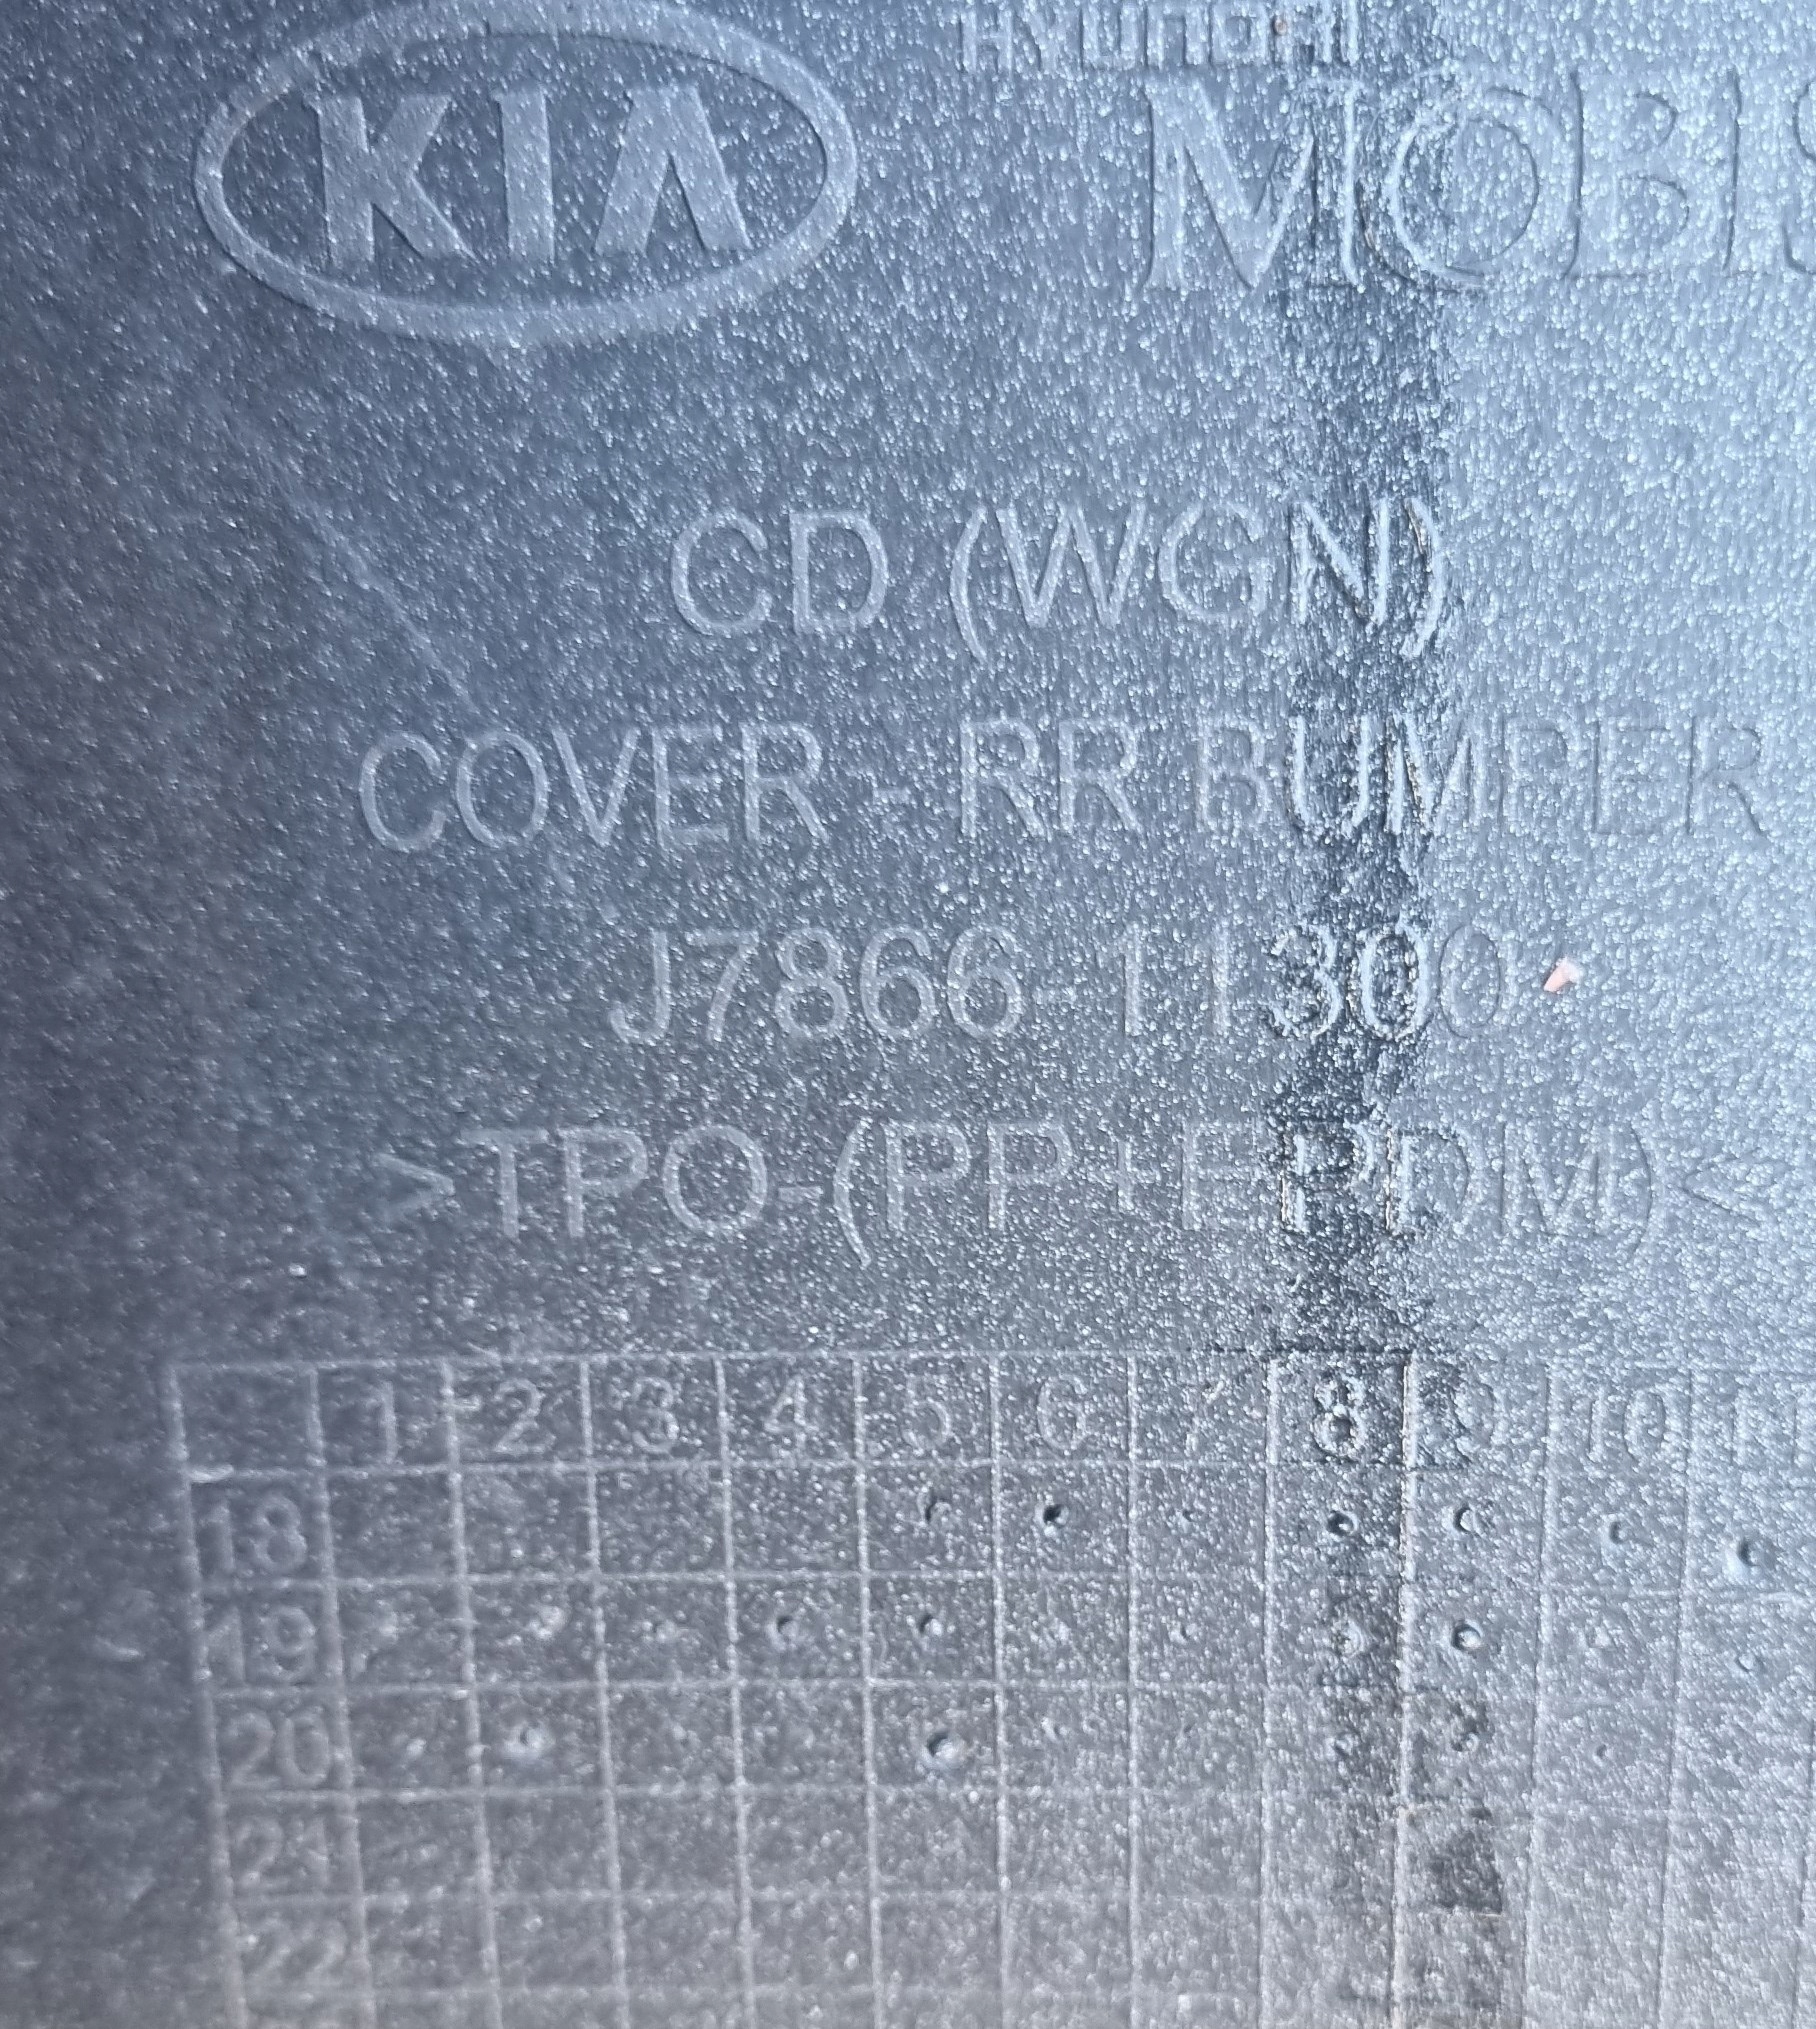 KIA
HYUNDAI
MOBIS
CD (WGN)
COVER - RR BUMPER
J7866-11300
>TPO-(PP+EPDM)<
1 2 3 4 5 6 7 8 9 10 11
18
19
20
21
22